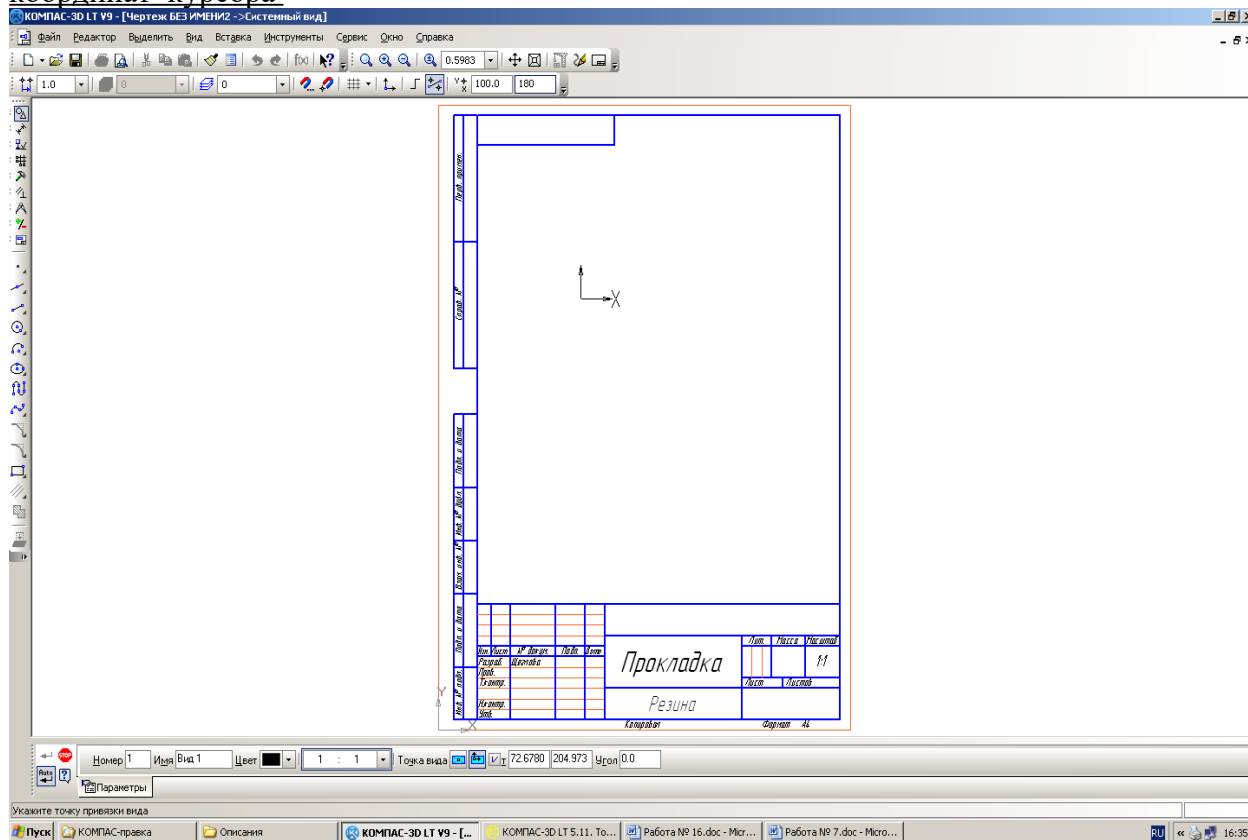 координат курсора
КОМПАС-3D LT V9 - [Чертеж БЕЗ ИМЕНИ2 ->Системный вид]
Файл Редактор Выделить Вид Вставка Инструменты Сервис Окно Справка
0.5983
1.0 0 0 100.0 180
Перв. примен.
Справ. №
X
Подп. и дата
Инв. № дубл.
Взам. инв. №
Подп. и дата
Инв. № подл.
Изм. Лист № докум. Подп. Дата
Разраб.
Пров.
Т.контр.
Н.контр.
Утв.
Прокладка
Резина
Лит. Масса Масштаб
1:1
Лист Листов
Копировал Формат А4
Y
X
Номер 1 Имя Вид 1 Цвет 1 : 1 Точка вида т 72.6780 204.973 Угол 0.0
Auto
Параметры
Укажите точку привязки вида
Пуск КОМПАС-правка Описания КОМПАС-3D LT V9 - [... КОМПАС-3D LT 5.11. То... Работа № 16.doc - Micr... Работа № 7.doc - Micro... RU « 16:35